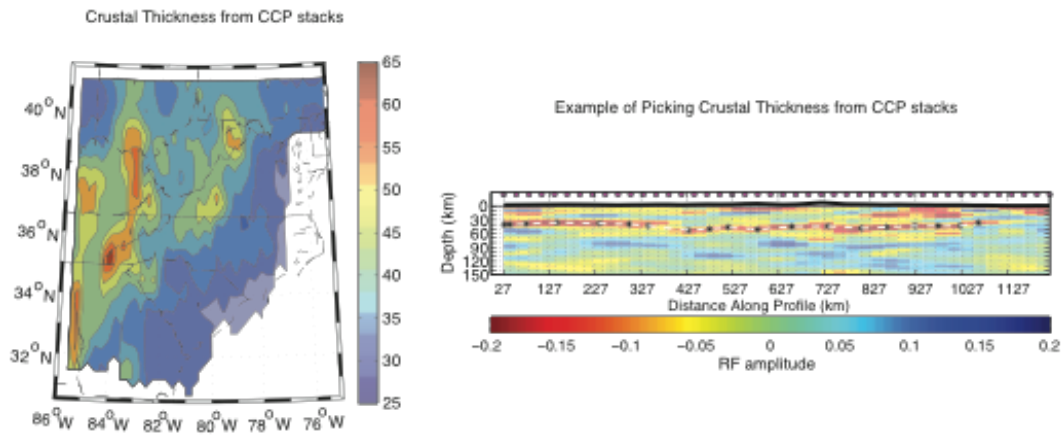 Crustal Thickness from CCP stacks
40°N
38°N
36°N
34°N
32°N
86°W 84°W 82°W 80°W 78°W 76°W
65
60
55
50
45
40
35
30
25
Example of Picking Crustal Thickness from CCP stacks
Depth (km)
0
30
60
90
120
150
27 127 227 327 427 527 627 727 827 927 1027 1127
Distance Along Profile (km)
-0.2 -0.15 -0.1 -0.05 0 0.05 0.1 0.15 0.2
RF amplitude